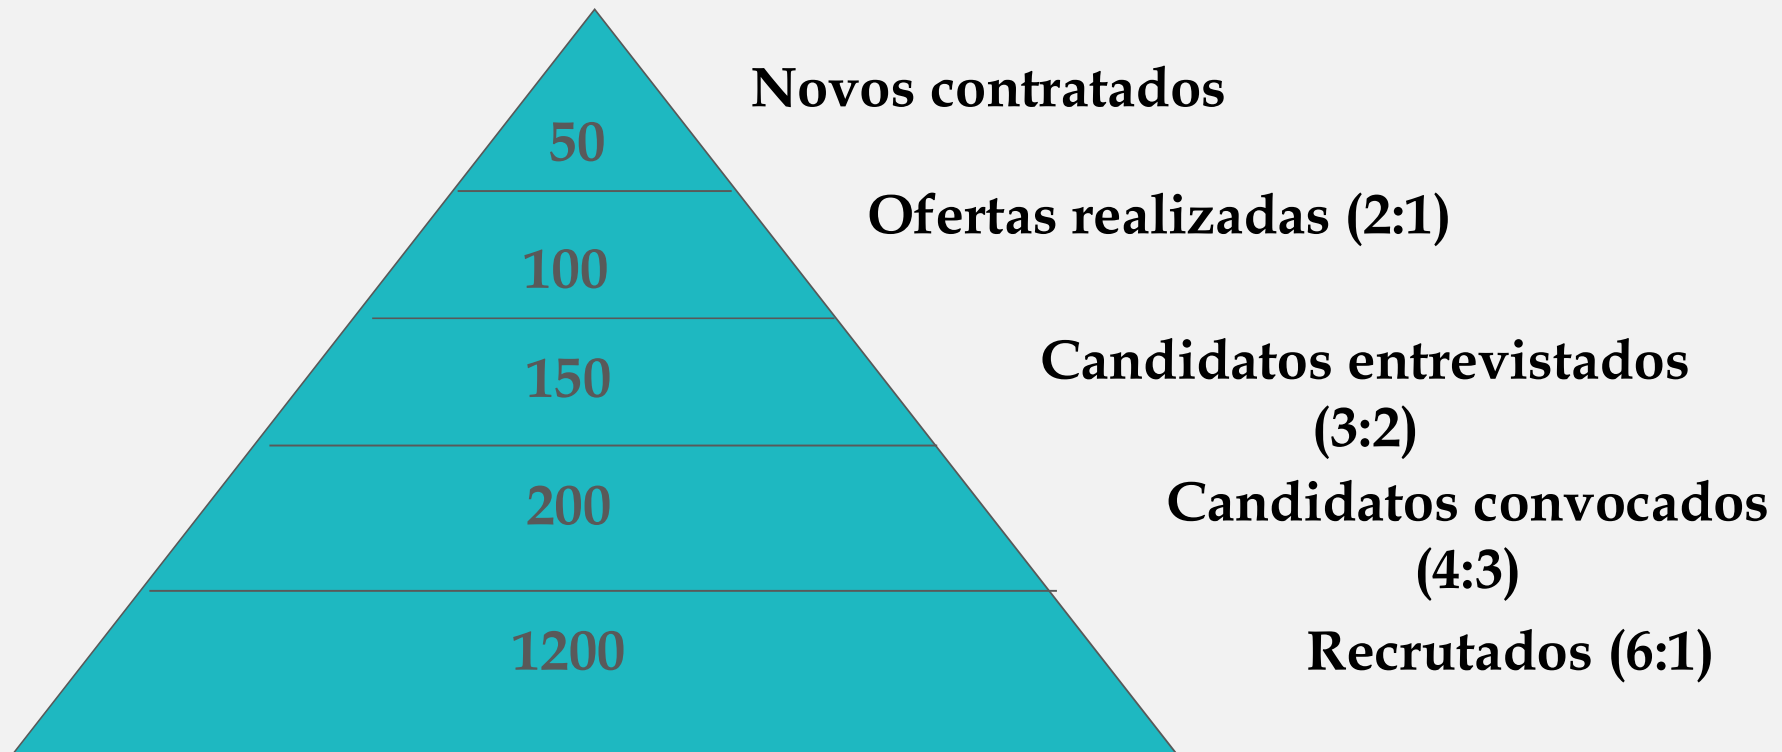 Novos contratados
50
Ofertas realizadas (2:1)
100
Candidatos entrevistados
(3:2)
150
Candidatos convocados
(4:3)
200
Recrutados (6:1)
1200